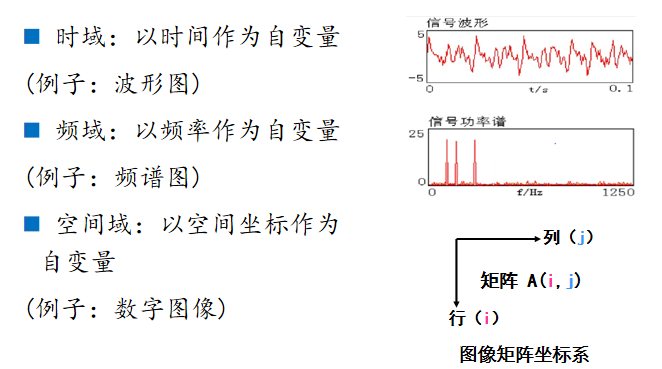 ■ 时域：以时间作为自变量
(例子：波形图)
■ 频域：以频率作为自变量
(例子：频谱图)
■ 空间域：以空间坐标作为
自变量
(例子：数字图像)
信号波形
5
-5
0 t/s 0.1
信号功率谱
25
0
0 f/Hz 1250
列（j）
矩阵 A(i,j)
行（i）
图像矩阵坐标系